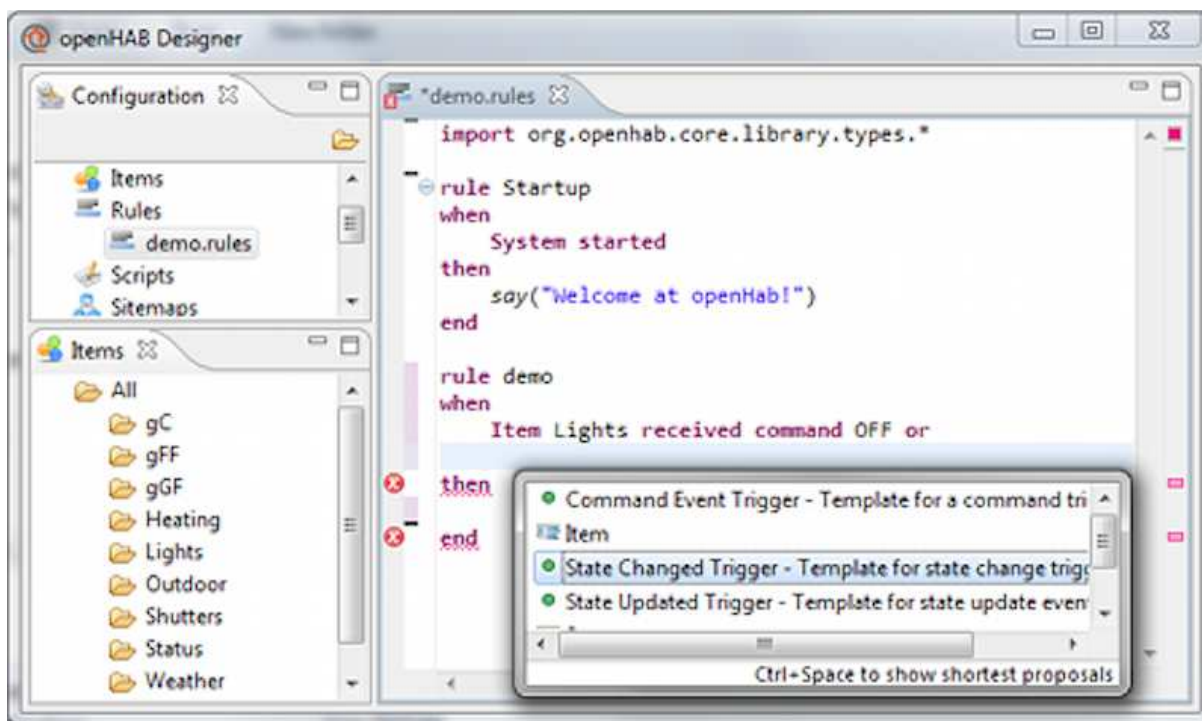 openHAB Designer
Configuration
Items
Rules
demo.rules
Scripts
Sitemaps
Items
All
gC
gFF
gGF
Heating
Lights
Outdoor
Shutters
Status
Weather
*demo.rules
import org.openhab.core.library.types.*
rule Startup
when
System started
then
say("Welcome at openHab!")
end
rule demo
when
Item Lights received command OFF or
then
end
Command Event Trigger - Template for a command tri
Item
State Changed Trigger - Template for state change trigg
State Updated Trigger - Template for state update even
Ctrl+Space to show shortest proposals